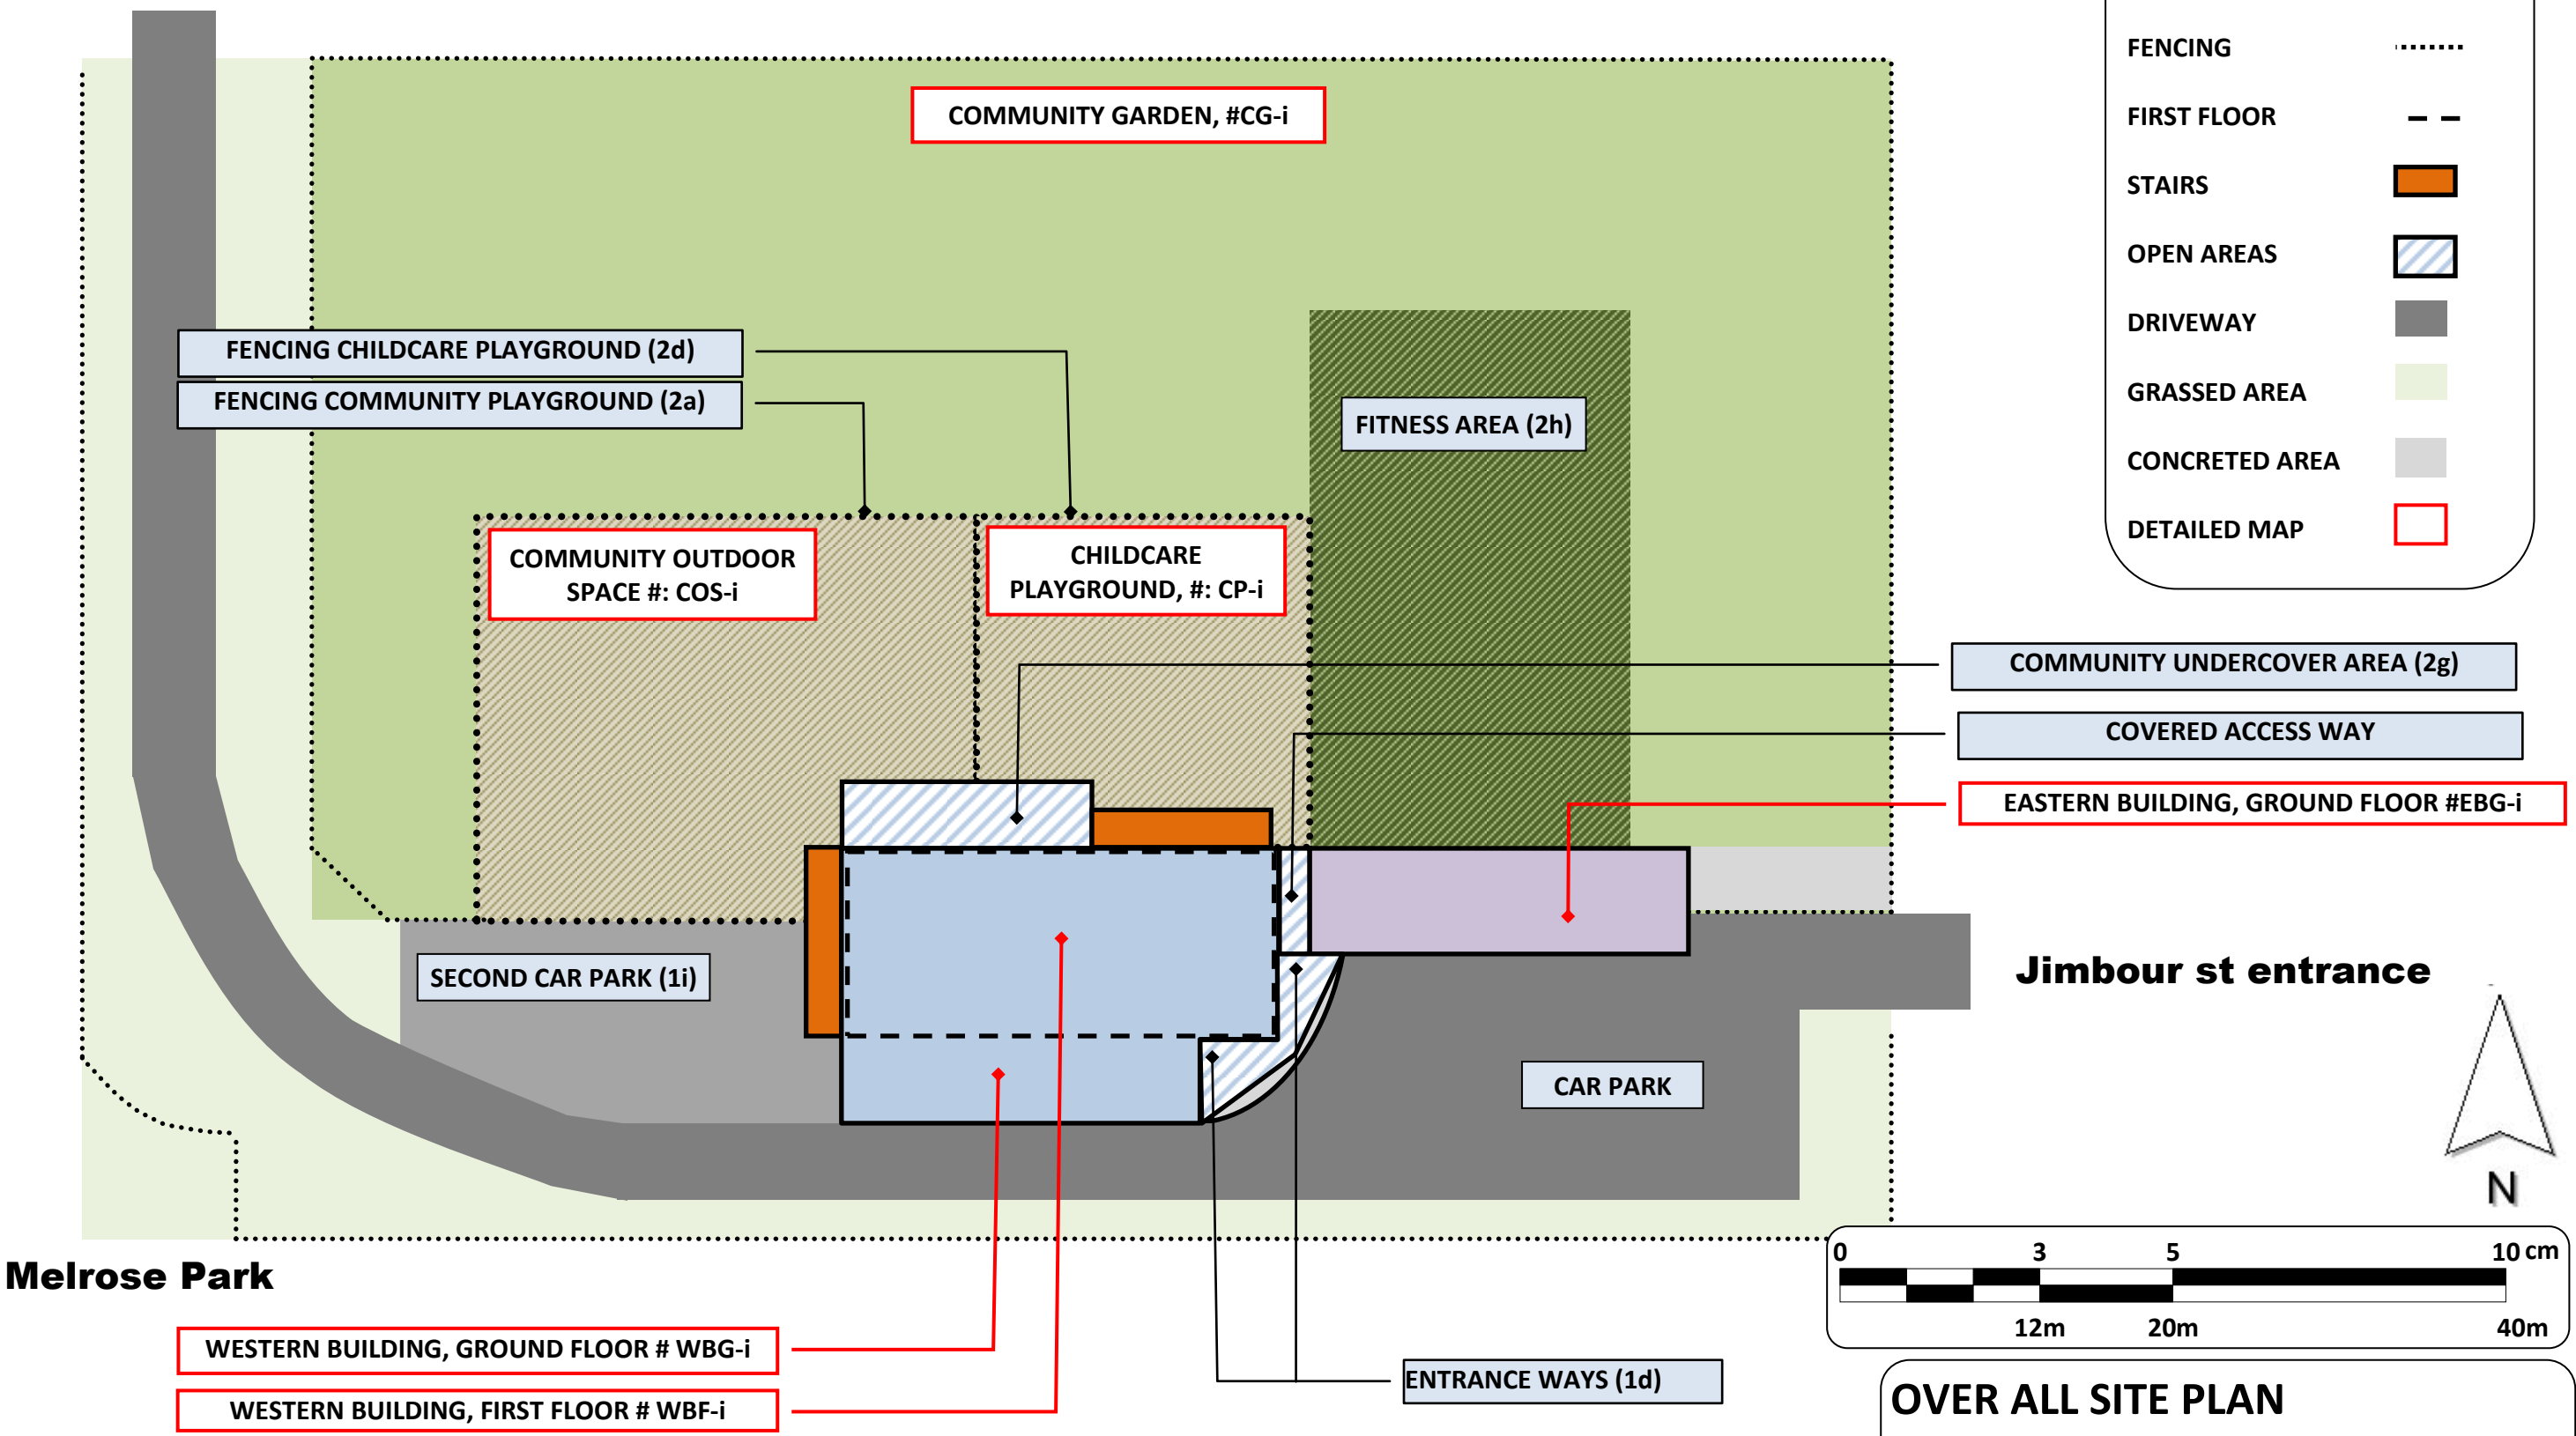 FENCING
FIRST FLOOR
STAIRS
OPEN AREAS
DRIVEWAY
GRASSED AREA
CONCRETED AREA
DETAILED MAP
COMMUNITY GARDEN, #CG-i
FENCING CHILDCARE PLAYGROUND (2d)
FENCING COMMUNITY PLAYGROUND (2a)
FITNESS AREA (2h)
COMMUNITY OUTDOOR
SPACE #: COS-i
CHILDCARE
PLAYGROUND, #: CP-i
COMMUNITY UNDERCOVER AREA (2g)
COVERED ACCESS WAY
EASTERN BUILDING, GROUND FLOOR #EBG-i
SECOND CAR PARK (1i)
Jimbour st entrance
CAR PARK
N
Melrose Park
0 3 5 10 cm
12m 20m 40m
WESTERN BUILDING, GROUND FLOOR # WBG-i
WESTERN BUILDING, FIRST FLOOR # WBF-i
ENTRANCE WAYS (1d)
OVER ALL SITE PLAN